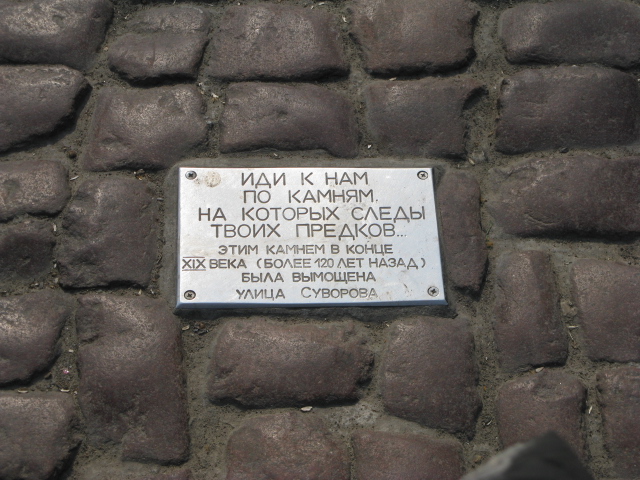 ИДИ К НАМ
ПО КАМНЯМ,
НА КОТОРЫХ СЛЕДЫ
ТВОИХ ПРЕДКОВ...
ЭТИМ КАМНЕМ В КОНЦЕ
XIX ВЕКА (БОЛЕЕ 120 ЛЕТ НАЗАД)
БЫЛА ВЫМОЩЕНА
УЛИЦА СУВОРОВА